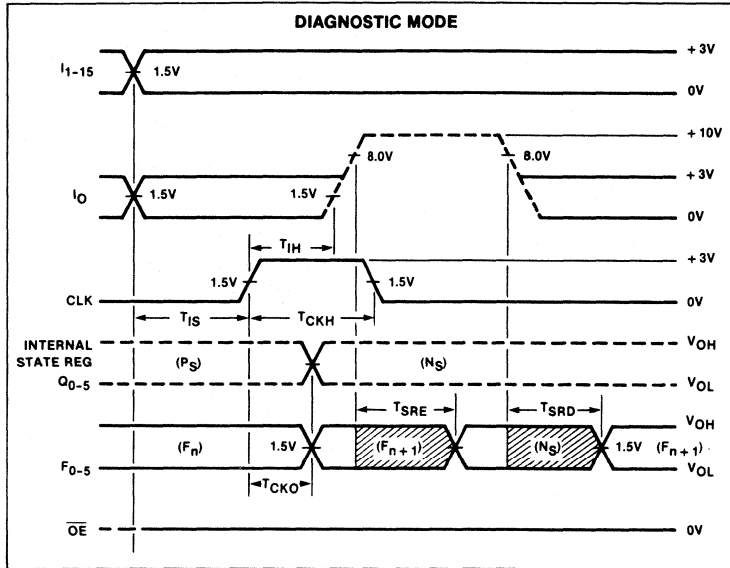 DIAGNOSTIC MODE
I1-15 1.5V +3V
0V
+10V
8.0V 8.0V
+3V
I0 1.5V 1.5V
0V
TIH
+3V
1.5V 1.5V
CLK 0V
TIS TCKH
INTERNAL VOH
STATE REG (PS) (NS)
Q0-5 VOL
TSRE TSRD
VOH
(Fn) 1.5V (Fn+1) (NS) 1.5V (Fn+1)
F0-5 VOL
TCKO
OE 0V